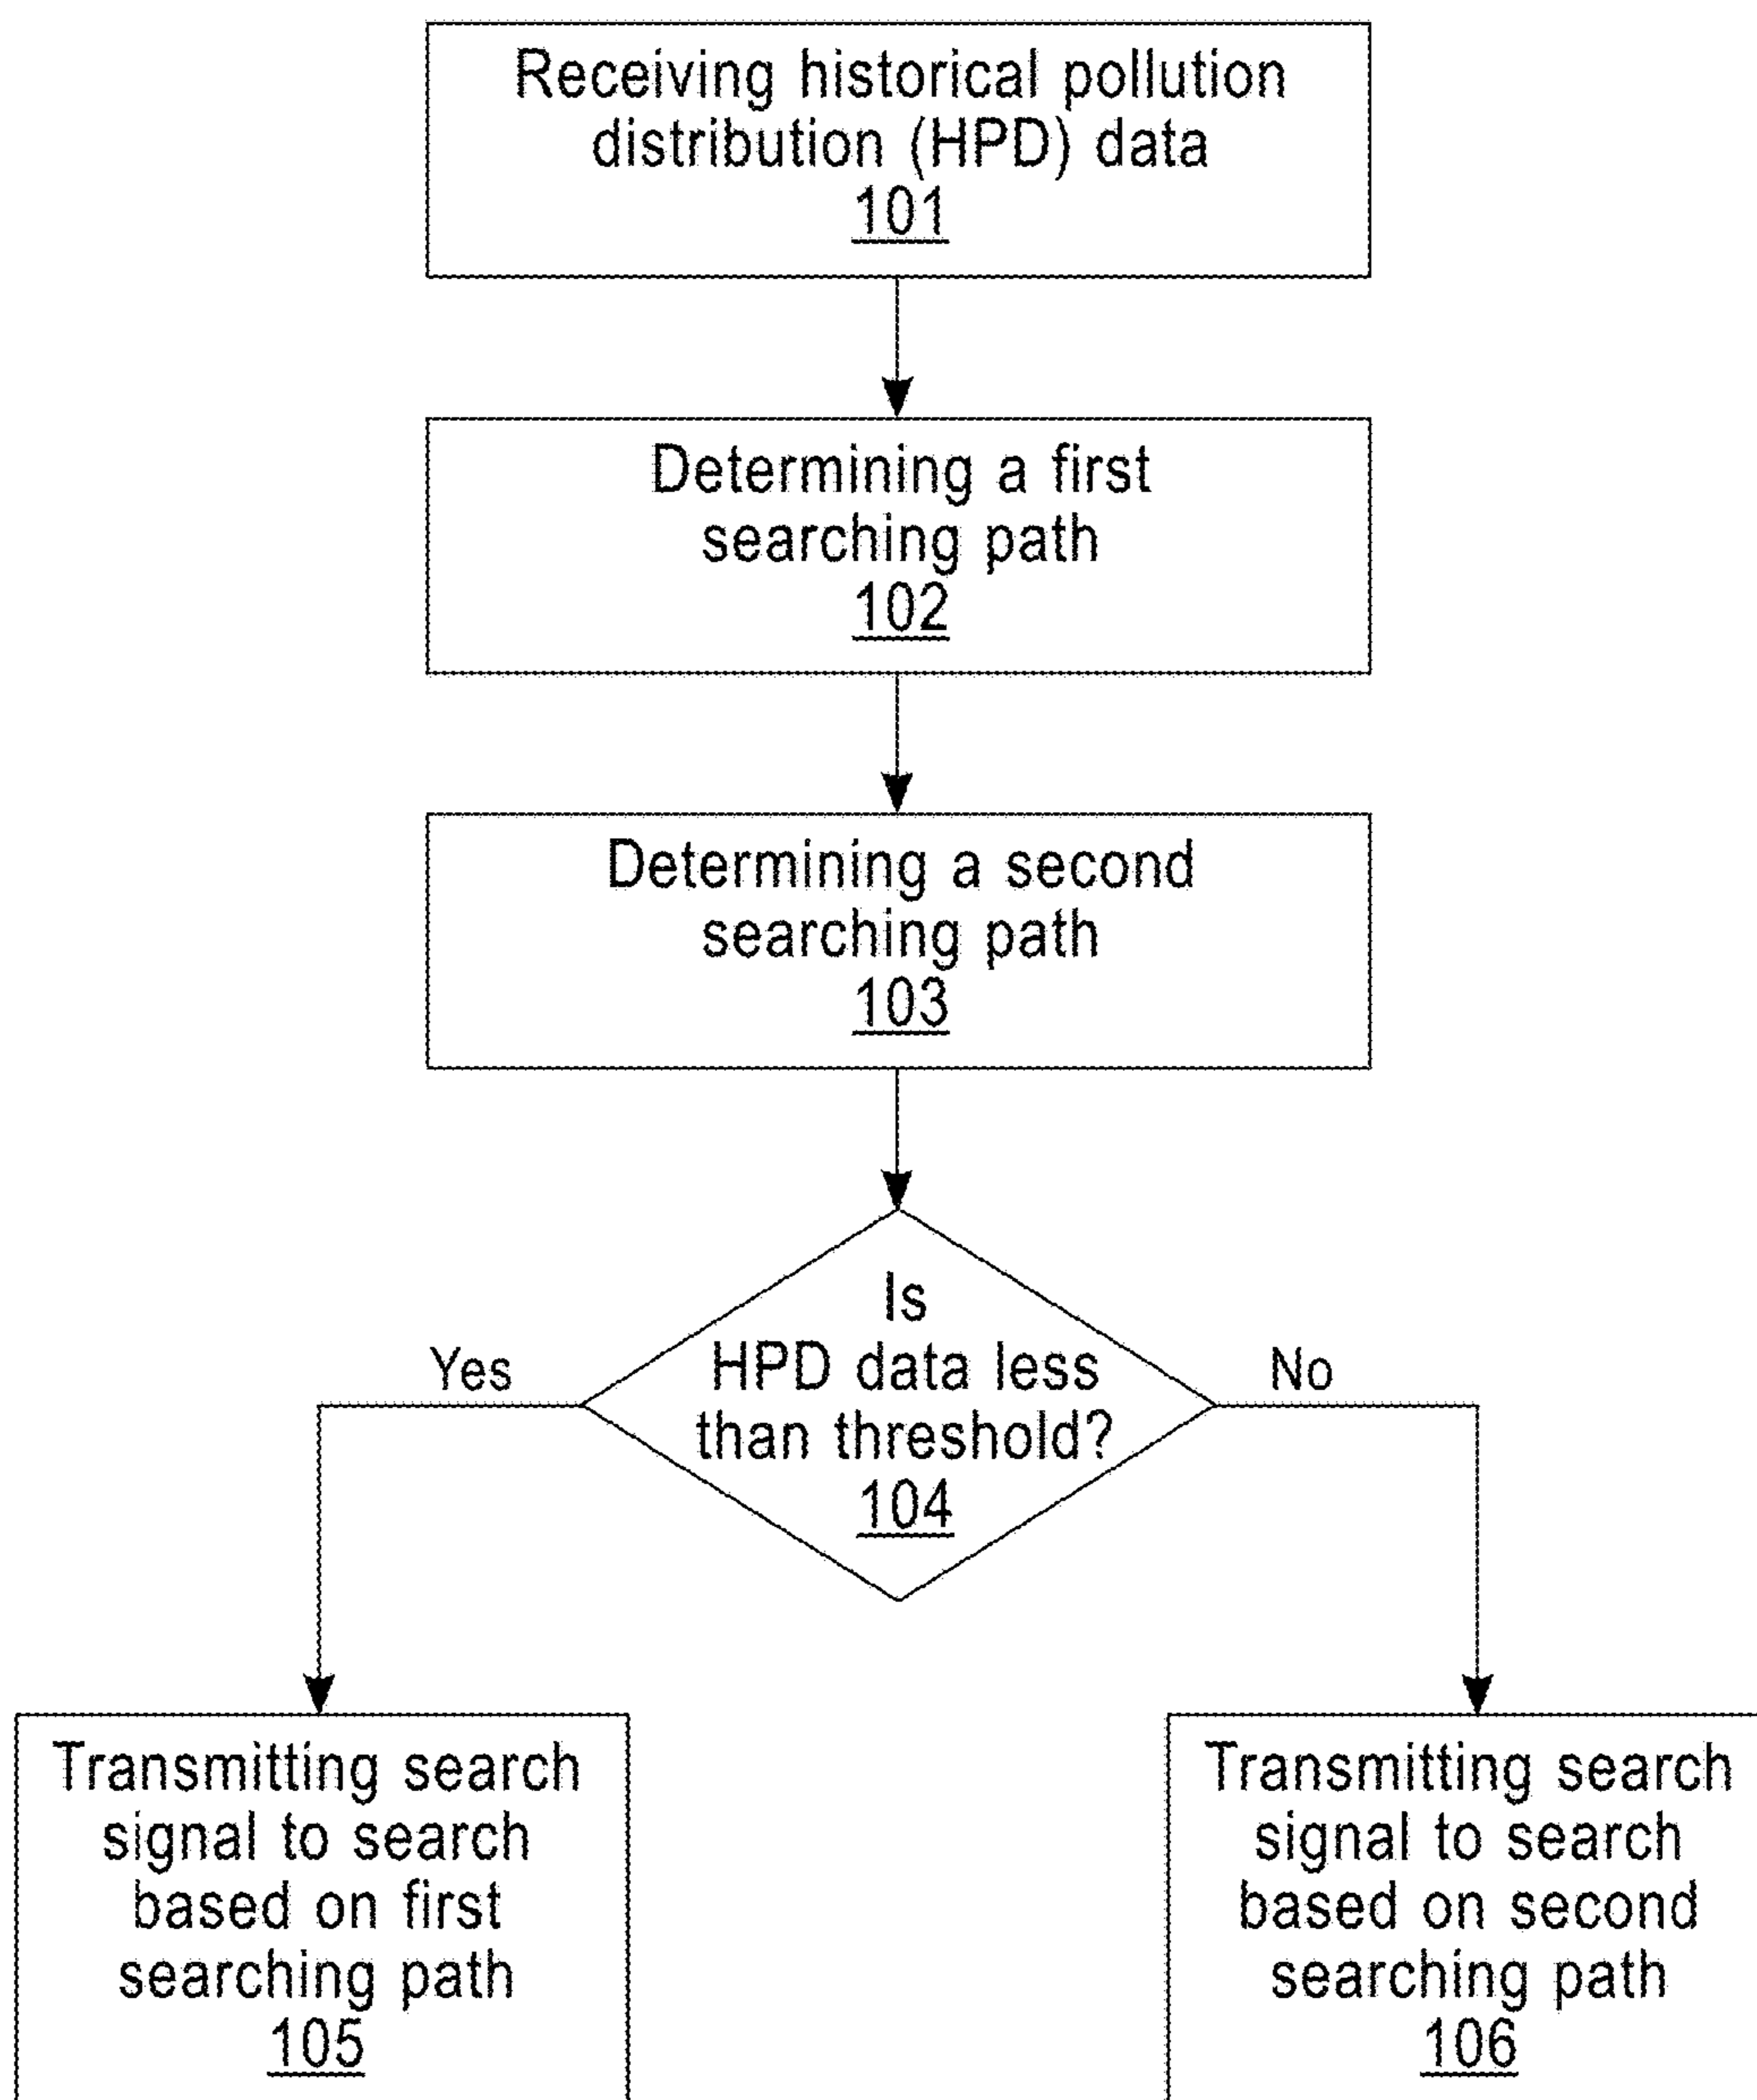 Receiving historical pollution
distribution (HPD) data
101
Determining a first
searching path
102
Determining a second
searching path
103
Is
HPD data less
than threshold?
104
Yes
No
Transmitting search
signal to search
based on first
searching path
105
Transmitting search
signal to search
based on second
searching path
106